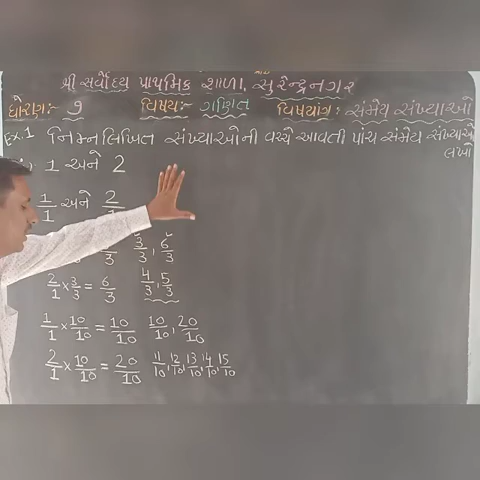 શ્રી સર્વોદય પ્રાથમિક શાળા, સુરેન્દ્રનગર
ધોરણ:- ૭ વિષય:- ગણિત વિષયાંગ: સંમેય સંખ્યાઓ
Ex.1 નિમ્નલિખિત સંખ્યાઓની વચ્ચે આવતી પાંચ સંમેય સંખ્યાઓ
લખો
1 અને 2
1/1 અને 2/1
3/3, 6/3
2/1 × 3/3 = 6/3 4/3, 5/3
1/1 × 10/10 = 10/10 10/10, 20/10
2/1 × 10/10 = 20/10 11/10, 12/10, 13/10, 14/10, 15/10